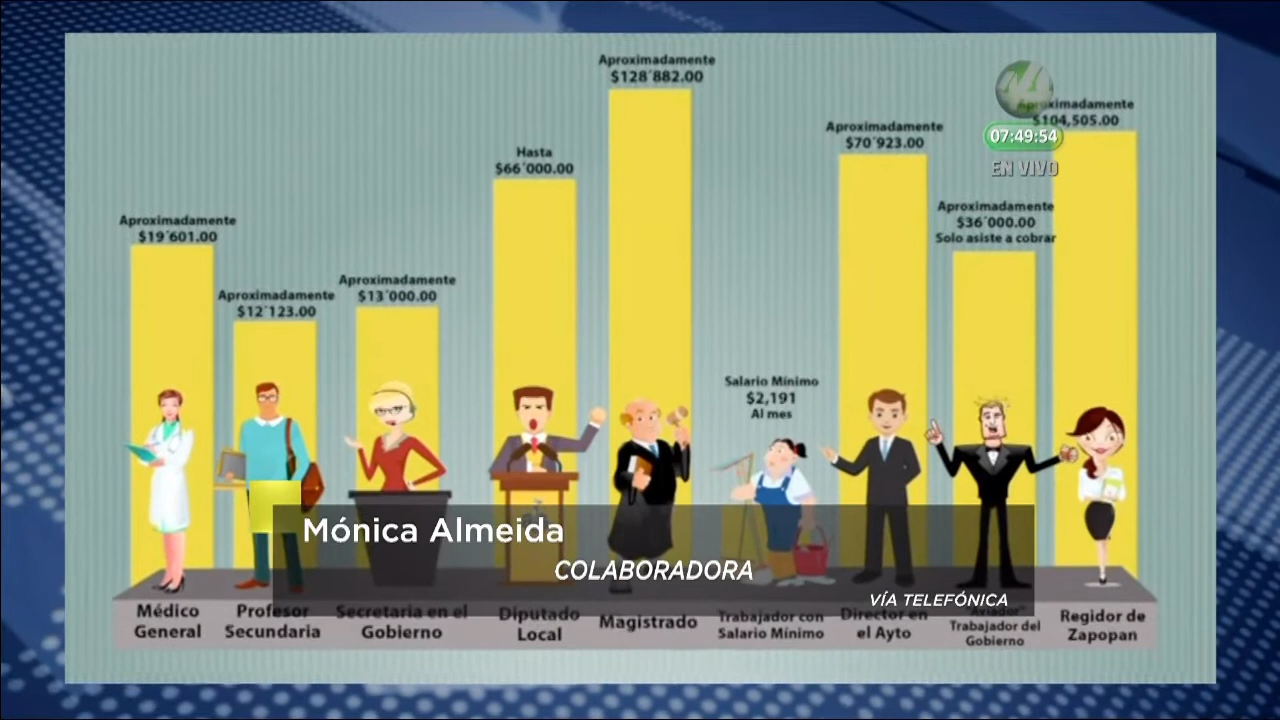 Aproximadamente
$19´601.00
Aproximadamente
$12´123.00
Aproximadamente
$13´000.00
Hasta
$66´000.00
Aproximadamente
$128´882.00
Salario Mínimo
$2,191
Al mes
Aproximadamente
$70´923.00
Aproximadamente
$36´000.00
Solo asiste a cobrar
Aproximadamente
$104,505.00
07:49:54
EN VIVO
Mónica Almeida
COLABORADORA
VÍA TELEFÓNICA
Médico
General
Profesor
Secundaria
Secretaria en el
Gobierno
Diputado
Local
Magistrado
Trabajador con
Salario Mínimo
Director en
el Ayto
"Aviador"
Trabajador del
Gobierno
Regidor de
Zapopan